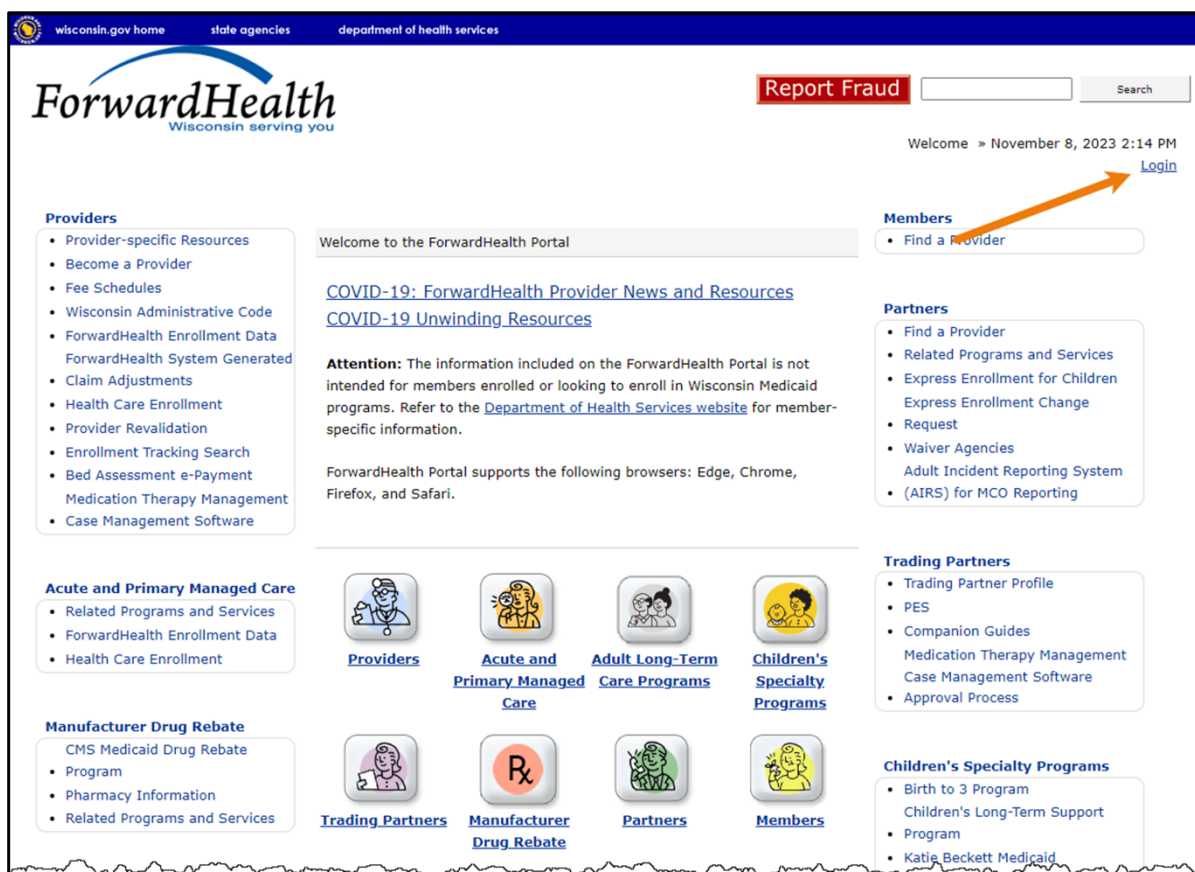 wisconsin.gov home state agencies department of health services
ForwardHealth
Wisconsin serving you
Report Fraud
Search
Welcome » November 8, 2023 2:14 PM
Login
Providers
• Provider-specific Resources
• Become a Provider
• Fee Schedules
• Wisconsin Administrative Code
• ForwardHealth Enrollment Data
ForwardHealth System Generated
• Claim Adjustments
• Health Care Enrollment
• Provider Revalidation
• Enrollment Tracking Search
• Bed Assessment e-Payment
Medication Therapy Management
• Case Management Software
Acute and Primary Managed Care
• Related Programs and Services
• ForwardHealth Enrollment Data
• Health Care Enrollment
Manufacturer Drug Rebate
CMS Medicaid Drug Rebate
• Program
• Pharmacy Information
• Related Programs and Services
Welcome to the ForwardHealth Portal
COVID-19: ForwardHealth Provider News and Resources
COVID-19 Unwinding Resources
Attention: The information included on the ForwardHealth Portal is not
intended for members enrolled or looking to enroll in Wisconsin Medicaid
programs. Refer to the Department of Health Services website for member-
specific information.
ForwardHealth Portal supports the following browsers: Edge, Chrome,
Firefox, and Safari.
Providers
Acute and
Primary Managed
Care
Adult Long-Term
Care Programs
Children's
Specialty
Programs
Rx
Trading Partners
Manufacturer
Drug Rebate
Partners
Members
Members
• Find a Provider
Partners
• Find a Provider
• Related Programs and Services
• Express Enrollment for Children
Express Enrollment Change
• Request
• Waiver Agencies
Adult Incident Reporting System
• (AIRS) for MCO Reporting
Trading Partners
• Trading Partner Profile
• PES
• Companion Guides
Medication Therapy Management
Case Management Software
• Approval Process
Children's Specialty Programs
• Birth to 3 Program
Children's Long-Term Support
• Program
• Katie Beckett Medicaid